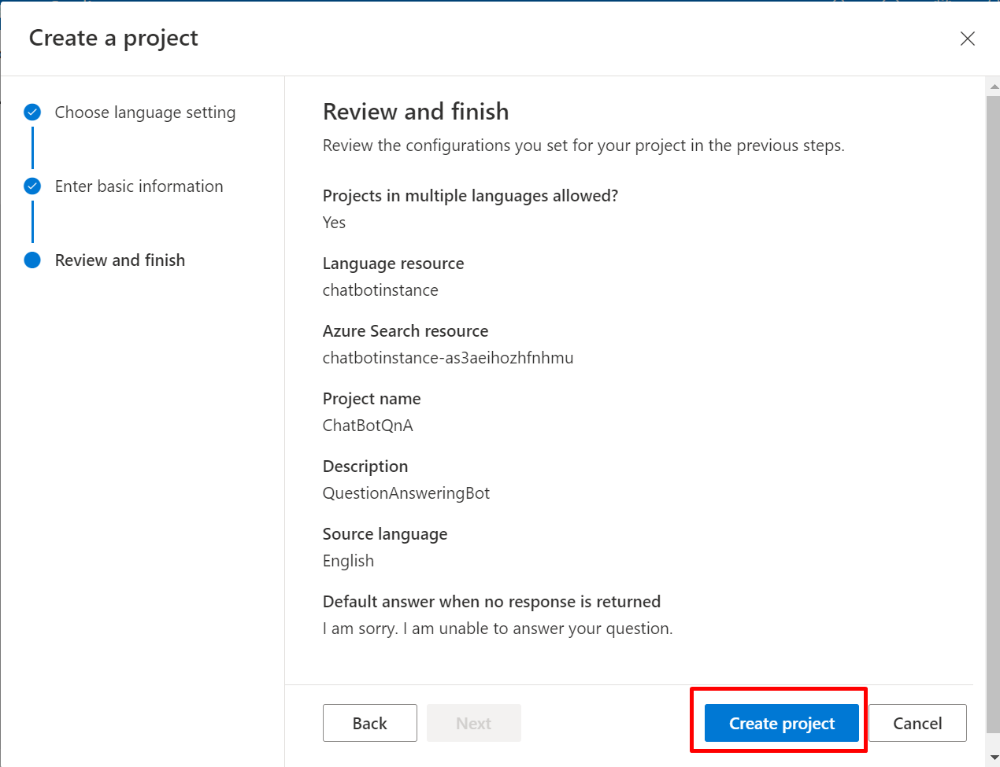 Create a project
Choose language setting
Enter basic information
Review and finish
Review and finish
Review the configurations you set for your project in the previous steps.
Projects in multiple languages allowed?
Yes
Language resource
chatbotinstance
Azure Search resource
chatbotinstance-as3aeihozhfnhmu
Project name
ChatBotQnA
Description
QuestionAnsweringBot
Source language
English
Default answer when no response is returned
I am sorry. I am unable to answer your question.
Back
Next
Create project
Cancel